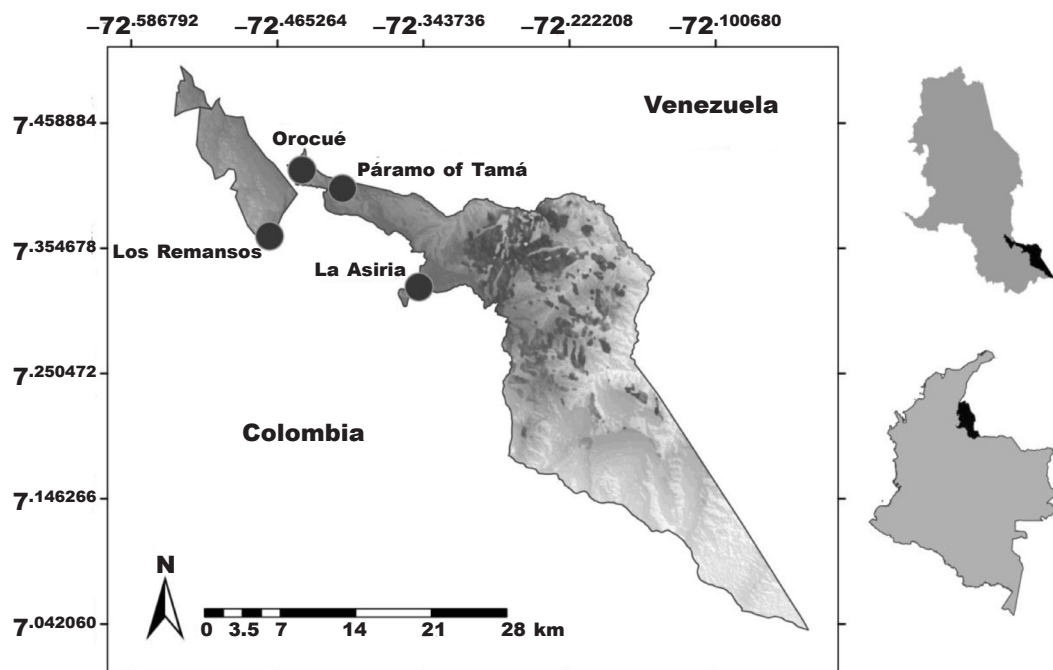 −72.586792 −72.465264 −72.343736 −72.222208 −72.100680
7.458884
Venezuela
Orocué
Páramo of Tamá
Los Remansos
7.354678
La Asiria
7.250472
Colombia
7.146266
N
7.042060
0 3.5 7 14 21 28 km